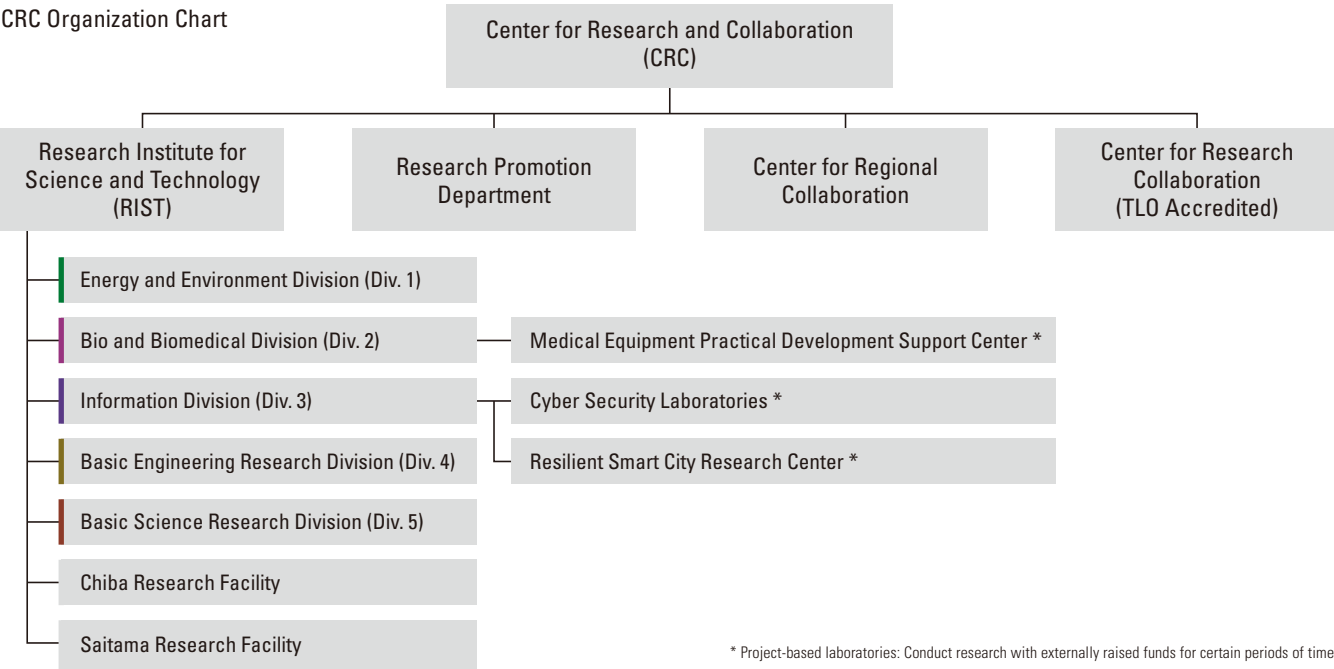 CRC Organization Chart
Center for Research and Collaboration
(CRC)
Research Institute for
Science and Technology
(RIST)
Research Promotion
Department
Center for Regional
Collaboration
Center for Research
Collaboration
(TLO Accredited)
Energy and Environment Division (Div. 1)
Bio and Biomedical Division (Div. 2)
Medical Equipment Practical Development Support Center *
Information Division (Div. 3)
Cyber Security Laboratories *
Basic Engineering Research Division (Div. 4)
Resilient Smart City Research Center *
Basic Science Research Division (Div. 5)
Chiba Research Facility
Saitama Research Facility
* Project-based laboratories: Conduct research with externally raised funds for certain periods of time